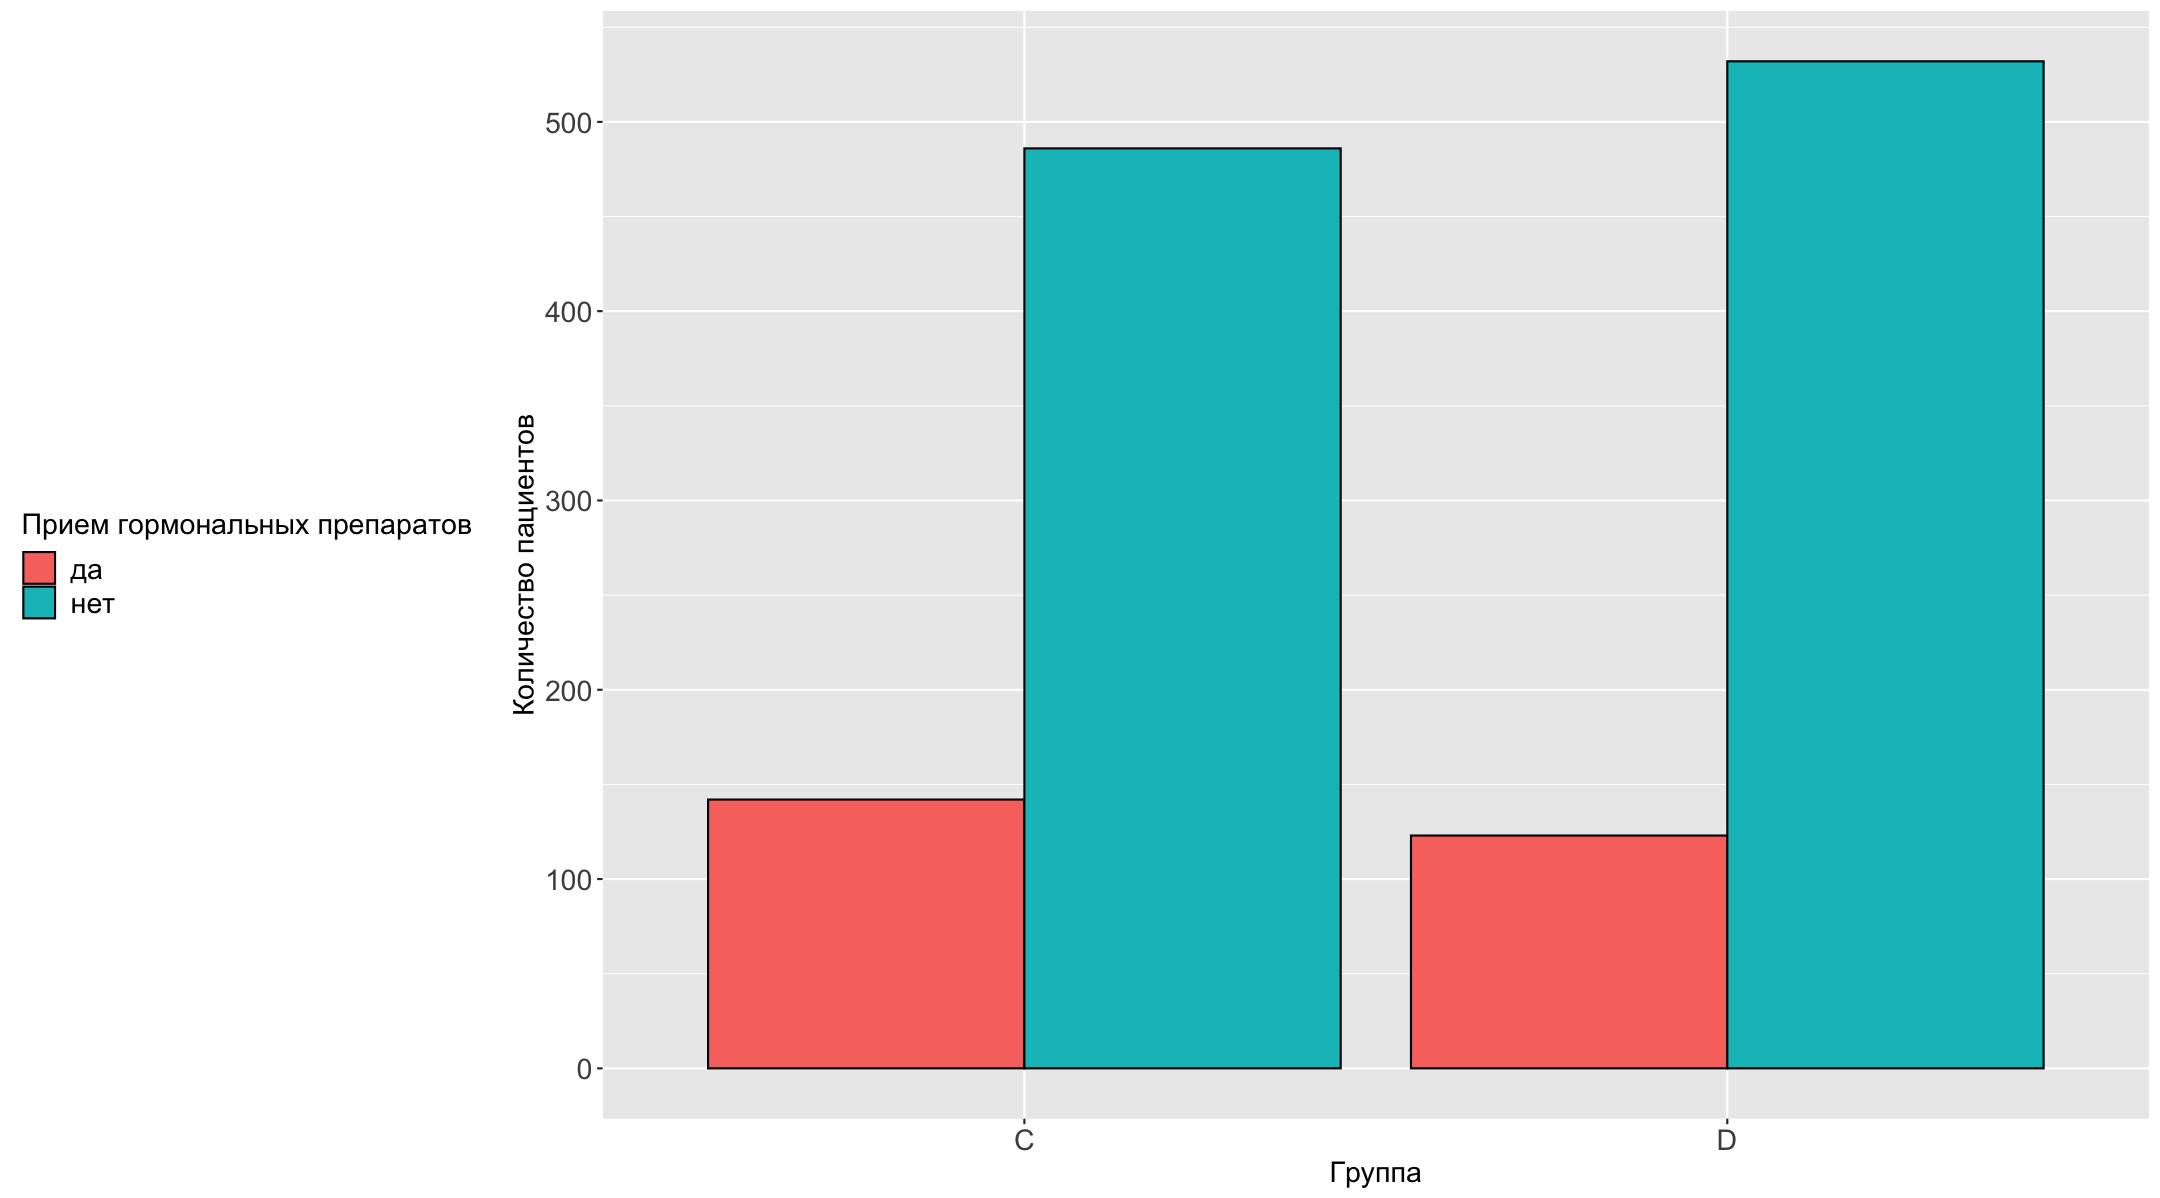 Прием гормональных препаратов
да
нет
Количество пациентов
500
400
300
200
100
0
C
D
Группа